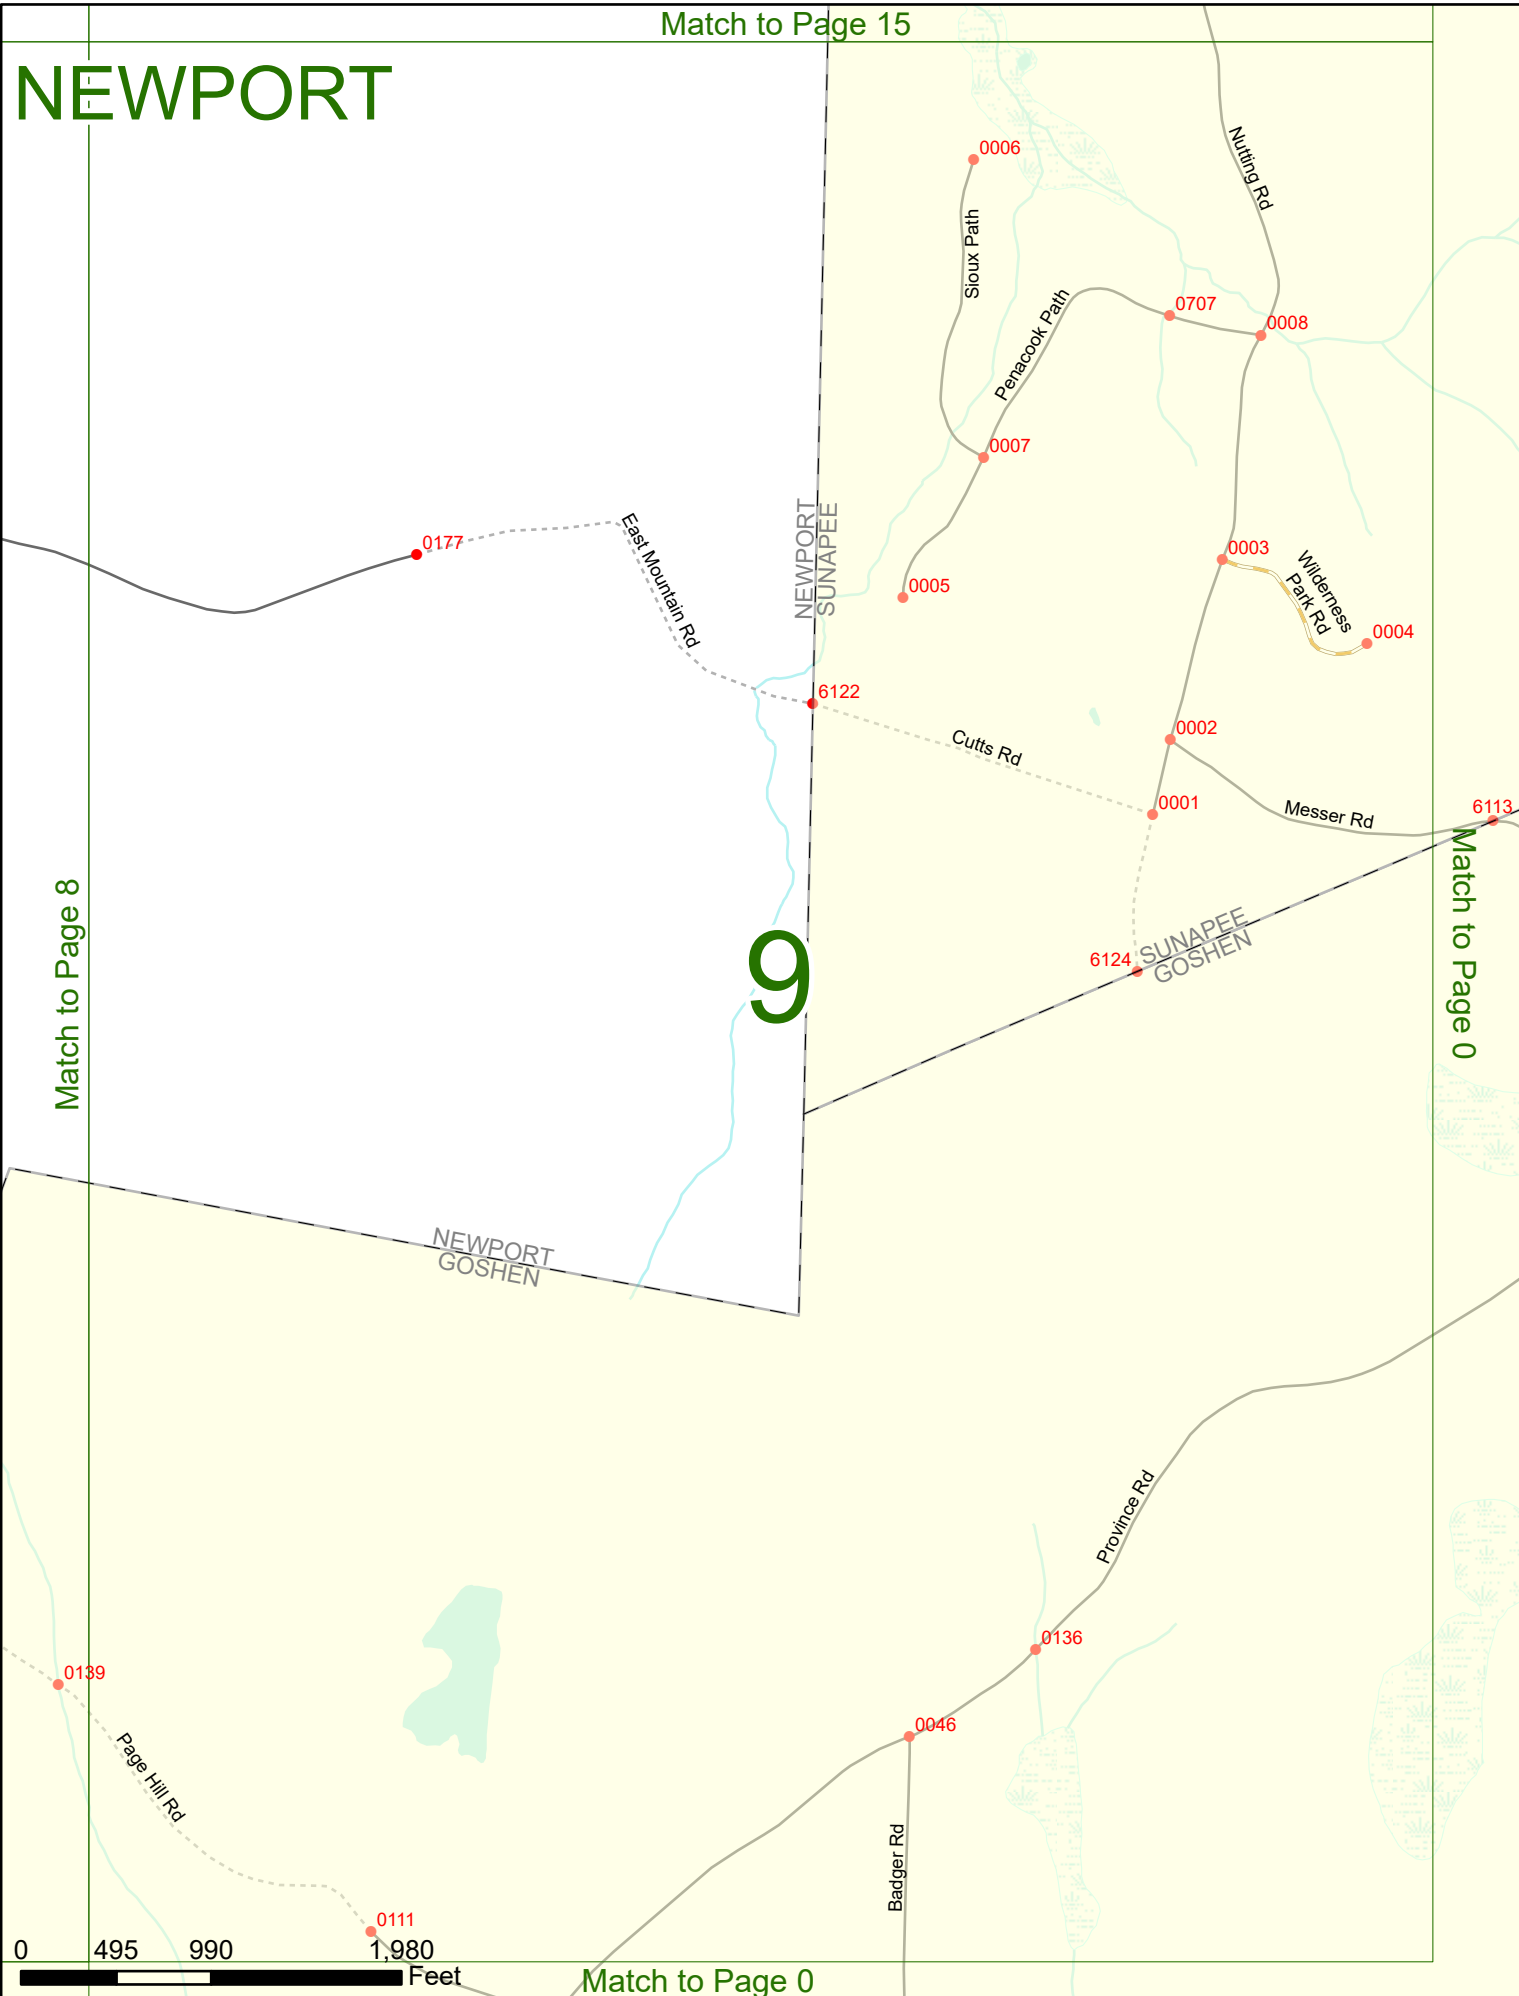 Match to Page 15
NEWPORT
0006
Nutting Rd
Sioux Path
Penacook Path
0707
0008
0007
East Mountain Rd
0177
NEWPORT
SUNAPEE
0003
Wilderness
Park Rd
0005
0004
6122
Cutts Rd
0002
0001
Messer Rd
6113
Match to Page 8
Match to Page 0
9
6124
SUNAPEE
GOSHEN
NEWPORT
GOSHEN
Province Rd
0136
0139
0046
Page Hill Rd
Badger Rd
0111
0 495 990 1,980
Feet
Match to Page 0